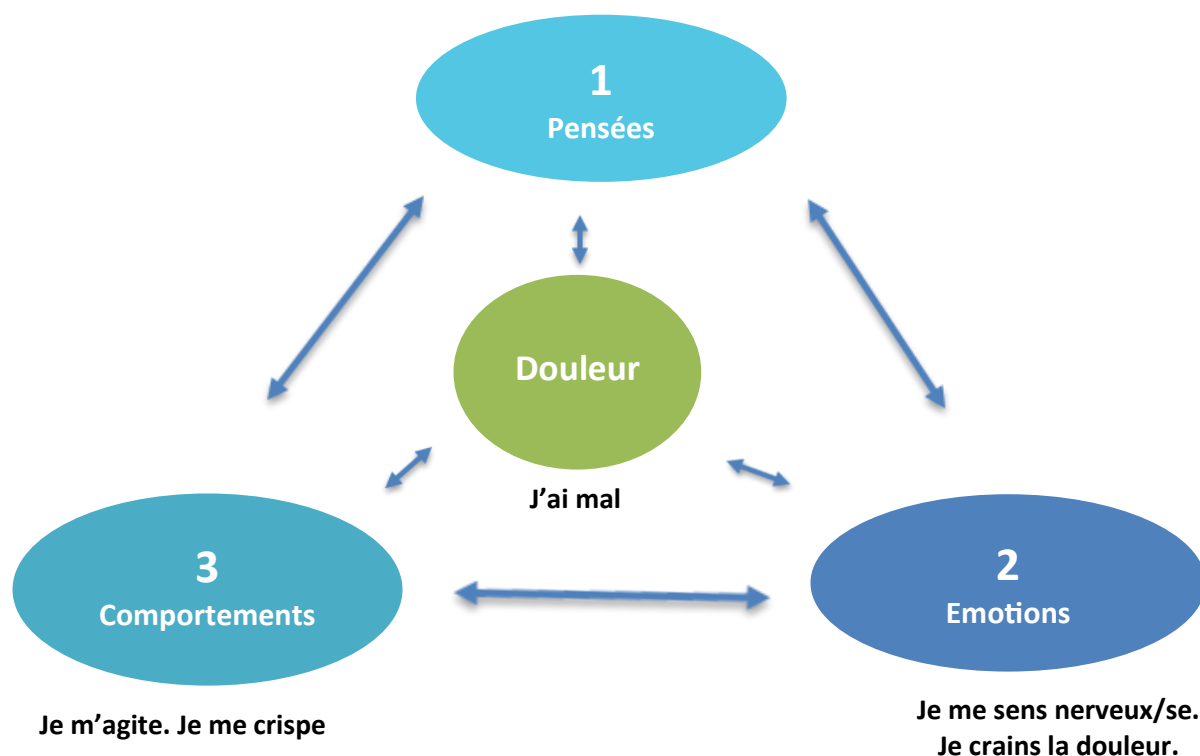 1
Pensées
Douleur
J’ai mal
3
Comportements
2
Emotions
Je m’agite. Je me crispe
Je me sens nerveux/se.
Je crains la douleur.